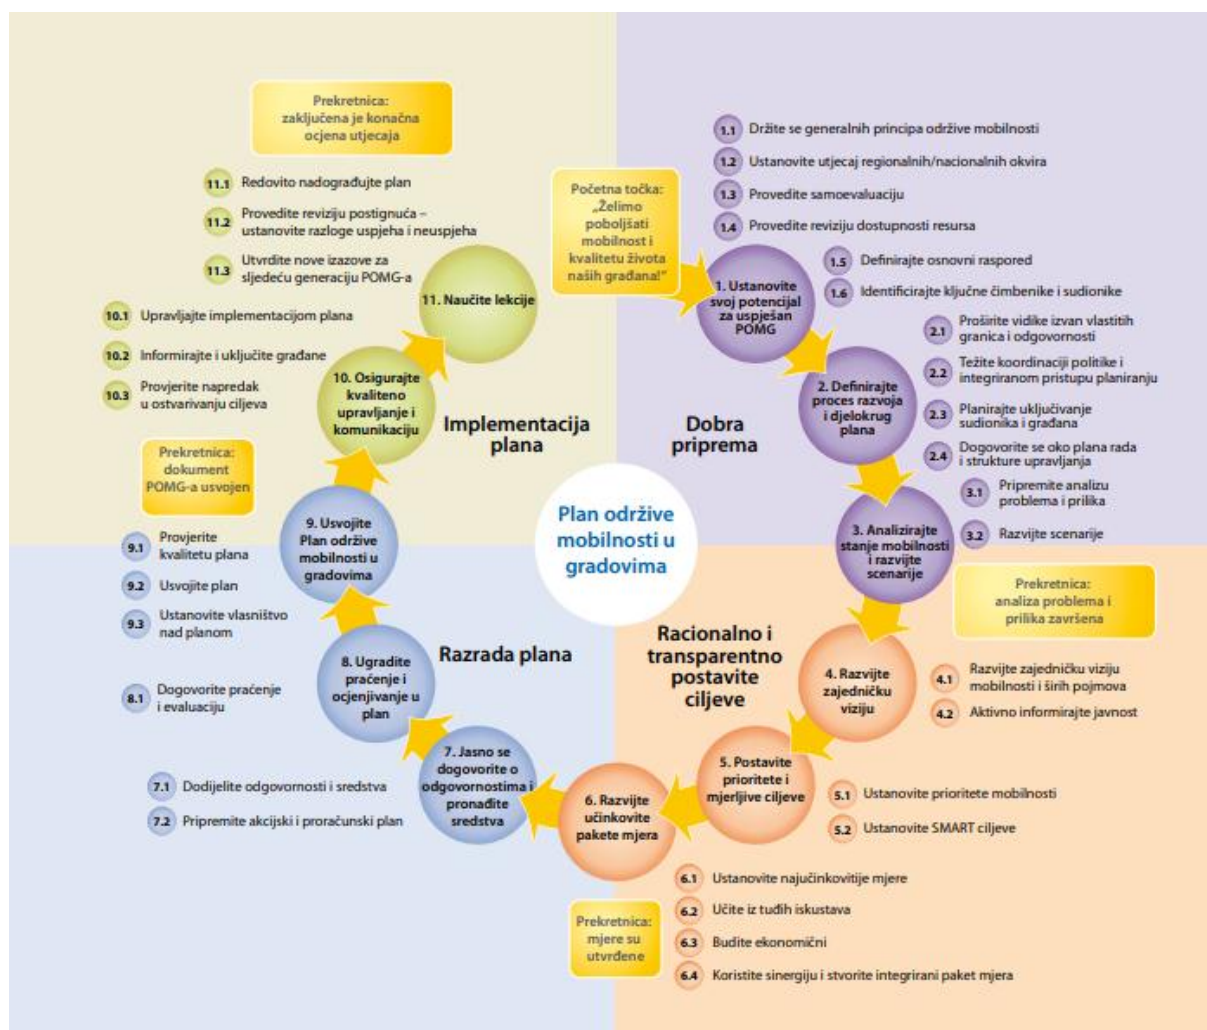 Prekretnica:
zaključena je konačna
ocjena utjecaja
11.1 Redovito nadograđujte plan
11.2 Provedite reviziju postignuća –
ustanovite razloge uspjeha i neuspjeha
11.3 Utvrdite nove izazove za
sljedeću generaciju POMG-a
11. Naučite lekcije
Početna točka:
„Želimo
poboljšati
mobilnost i
kvalitetu života
naših građana!“
1.1 Držite se generalnih principa održive mobilnosti
1.2 Ustanovite utjecaj regionalnih/nacionalnih okvira
1.3 Provedite samoevaluaciju
1.4 Provedite reviziju dostupnosti resursa
1.5 Definirajte osnovni raspored
1.6 Identificirajte ključne čimbenike i sudionike
1. Ustanovite
svoj potencijal
za uspješan
POMG
2.1 Proširite vidike izvan vlastitih
granica i odgovornosti
2.2 Težite koordinaciji politike i
integriranom pristupu planiranju
2.3 Planirajte uključivanje
sudionika i građana
2.4 Dogovorite se oko plana rada
i strukture upravljanja
2. Definirajte
proces razvoja
i djelokrug
plana
Dobra
priprema
3.1 Pripremite analizu
problema i prilika
3.2 Razvijte scenarije
3. Analizirajte
stanje mobilnosti
i razvijte
scenarije
Prekretnica:
analiza problema i
prilika završena
10.1 Upravljajte implementacijom plana
10.2 Informirajte i uključite građane
10.3 Provjerite napredak
u ostvarivanju ciljeva
10. Osigurajte
kvaliteno
upravljanje i
komunikaciju
Implementacija
plana
Prekretnica:
dokument
POMG-a usvojen
Plan održive
mobilnosti u
gradovima
9.1 Provjerite
kvalitetu plana
9.2 Usvojite plan
9.3 Ustanovite vlasništvo
nad planom
9. Usvojite
Plan održive
mobilnosti u
gradovima
Razrada plana
8.1 Dogovorite praćenje
i evaluaciju
8. Ugradite
praćenje i
ocjenjivanje u
plan
7.1 Dodijelite odgovornosti i sredstva
7.2 Pripremite akcijski i proračunski plan
7. Jasno se
dogovorite o
odgovornostima i
pronađite
sredstva
Racionalno i
transparentno
postavite
ciljeve
4. Razvijte
zajedničku
viziju
4.1 Razvijte zajedničku viziju
mobilnosti i širih pojmova
4.2 Aktivno informirajte javnost
5. Postavite
prioritete i
mjerljive ciljeve
5.1 Ustanovite prioritete mobilnosti
5.2 Ustanovite SMART ciljeve
6. Razvijte
učinkovite
pakete mjera
6.1 Ustanovite najučinkovitije mjere
6.2 Učite iz tuđih iskustava
6.3 Budite ekonomični
6.4 Koristite sinergiju i stvorite integrirani paket mjera
Prekretnica:
mjere su
utvrđene